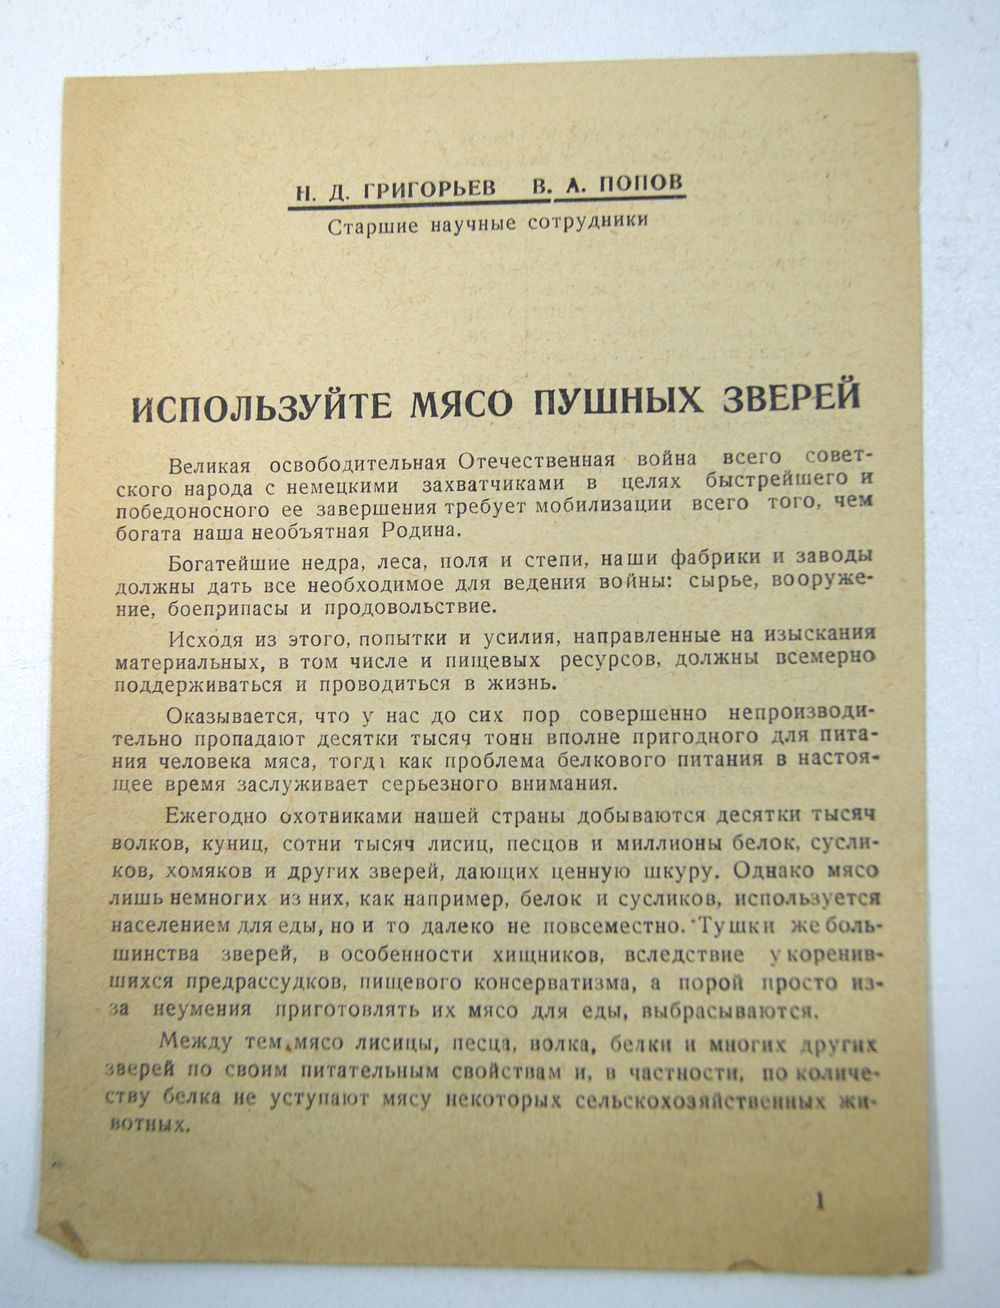 Н. Д. ГРИГОРЬЕВ В. А. ПОПОВ
Старшие научные сотрудники
ИСПОЛЬЗУЙТЕ МЯСО ПУШНЫХ ЗВЕРЕЙ
Великая освободительная Отечественная война всего совет-
ского народа с немецкими захватчиками в целях быстрейшего и
победоносного ее завершения требует мобилизации всего того, чем
богата наша необъятная Родина.
Богатейшие недра, леса, поля и степи, наши фабрики и заводы
должны дать все необходимое для ведения войны: сырье, вооруже-
ние, боеприпасы и продовольствие.
Исходя из этого, попытки и усилия, направленные на изыскания
материальных, в том числе и пищевых ресурсов, должны всемерно
поддерживаться и проводиться в жизнь.
Оказывается, что у нас до сих пор совершенно непроизводи-
тельно пропадают десятки тысяч тонн вполне пригодного для пита-
ния человека мяса, тогда как проблема белкового питания в настоя-
щее время заслуживает серьезного внимания.
Ежегодно охотниками нашей страны добываются десятки тысяч
волков, куниц, сотни тысяч лисиц, песцов и миллионы белок, сусли-
ков, хомяков и других зверей, дающих ценную шкуру. Однако мясо
лишь немногих из них, как например, белок и сусликов, используется
населением для еды, но и то далеко не повсеместно. Тушки же боль-
шинства зверей, в особенности хищников, вследствие укоренив-
шихся предрассудков, пищевого консерватизма, а порой просто из-
за неумения приготовлять их мясо для еды, выбрасываются.
Между тем мясо лисицы, песца, волка, белки и многих других
зверей по своим питательным свойствам и, в частности, по количе-
ству белка не уступают мясу некоторых сельскохозяйственных жи-
вотных.
1